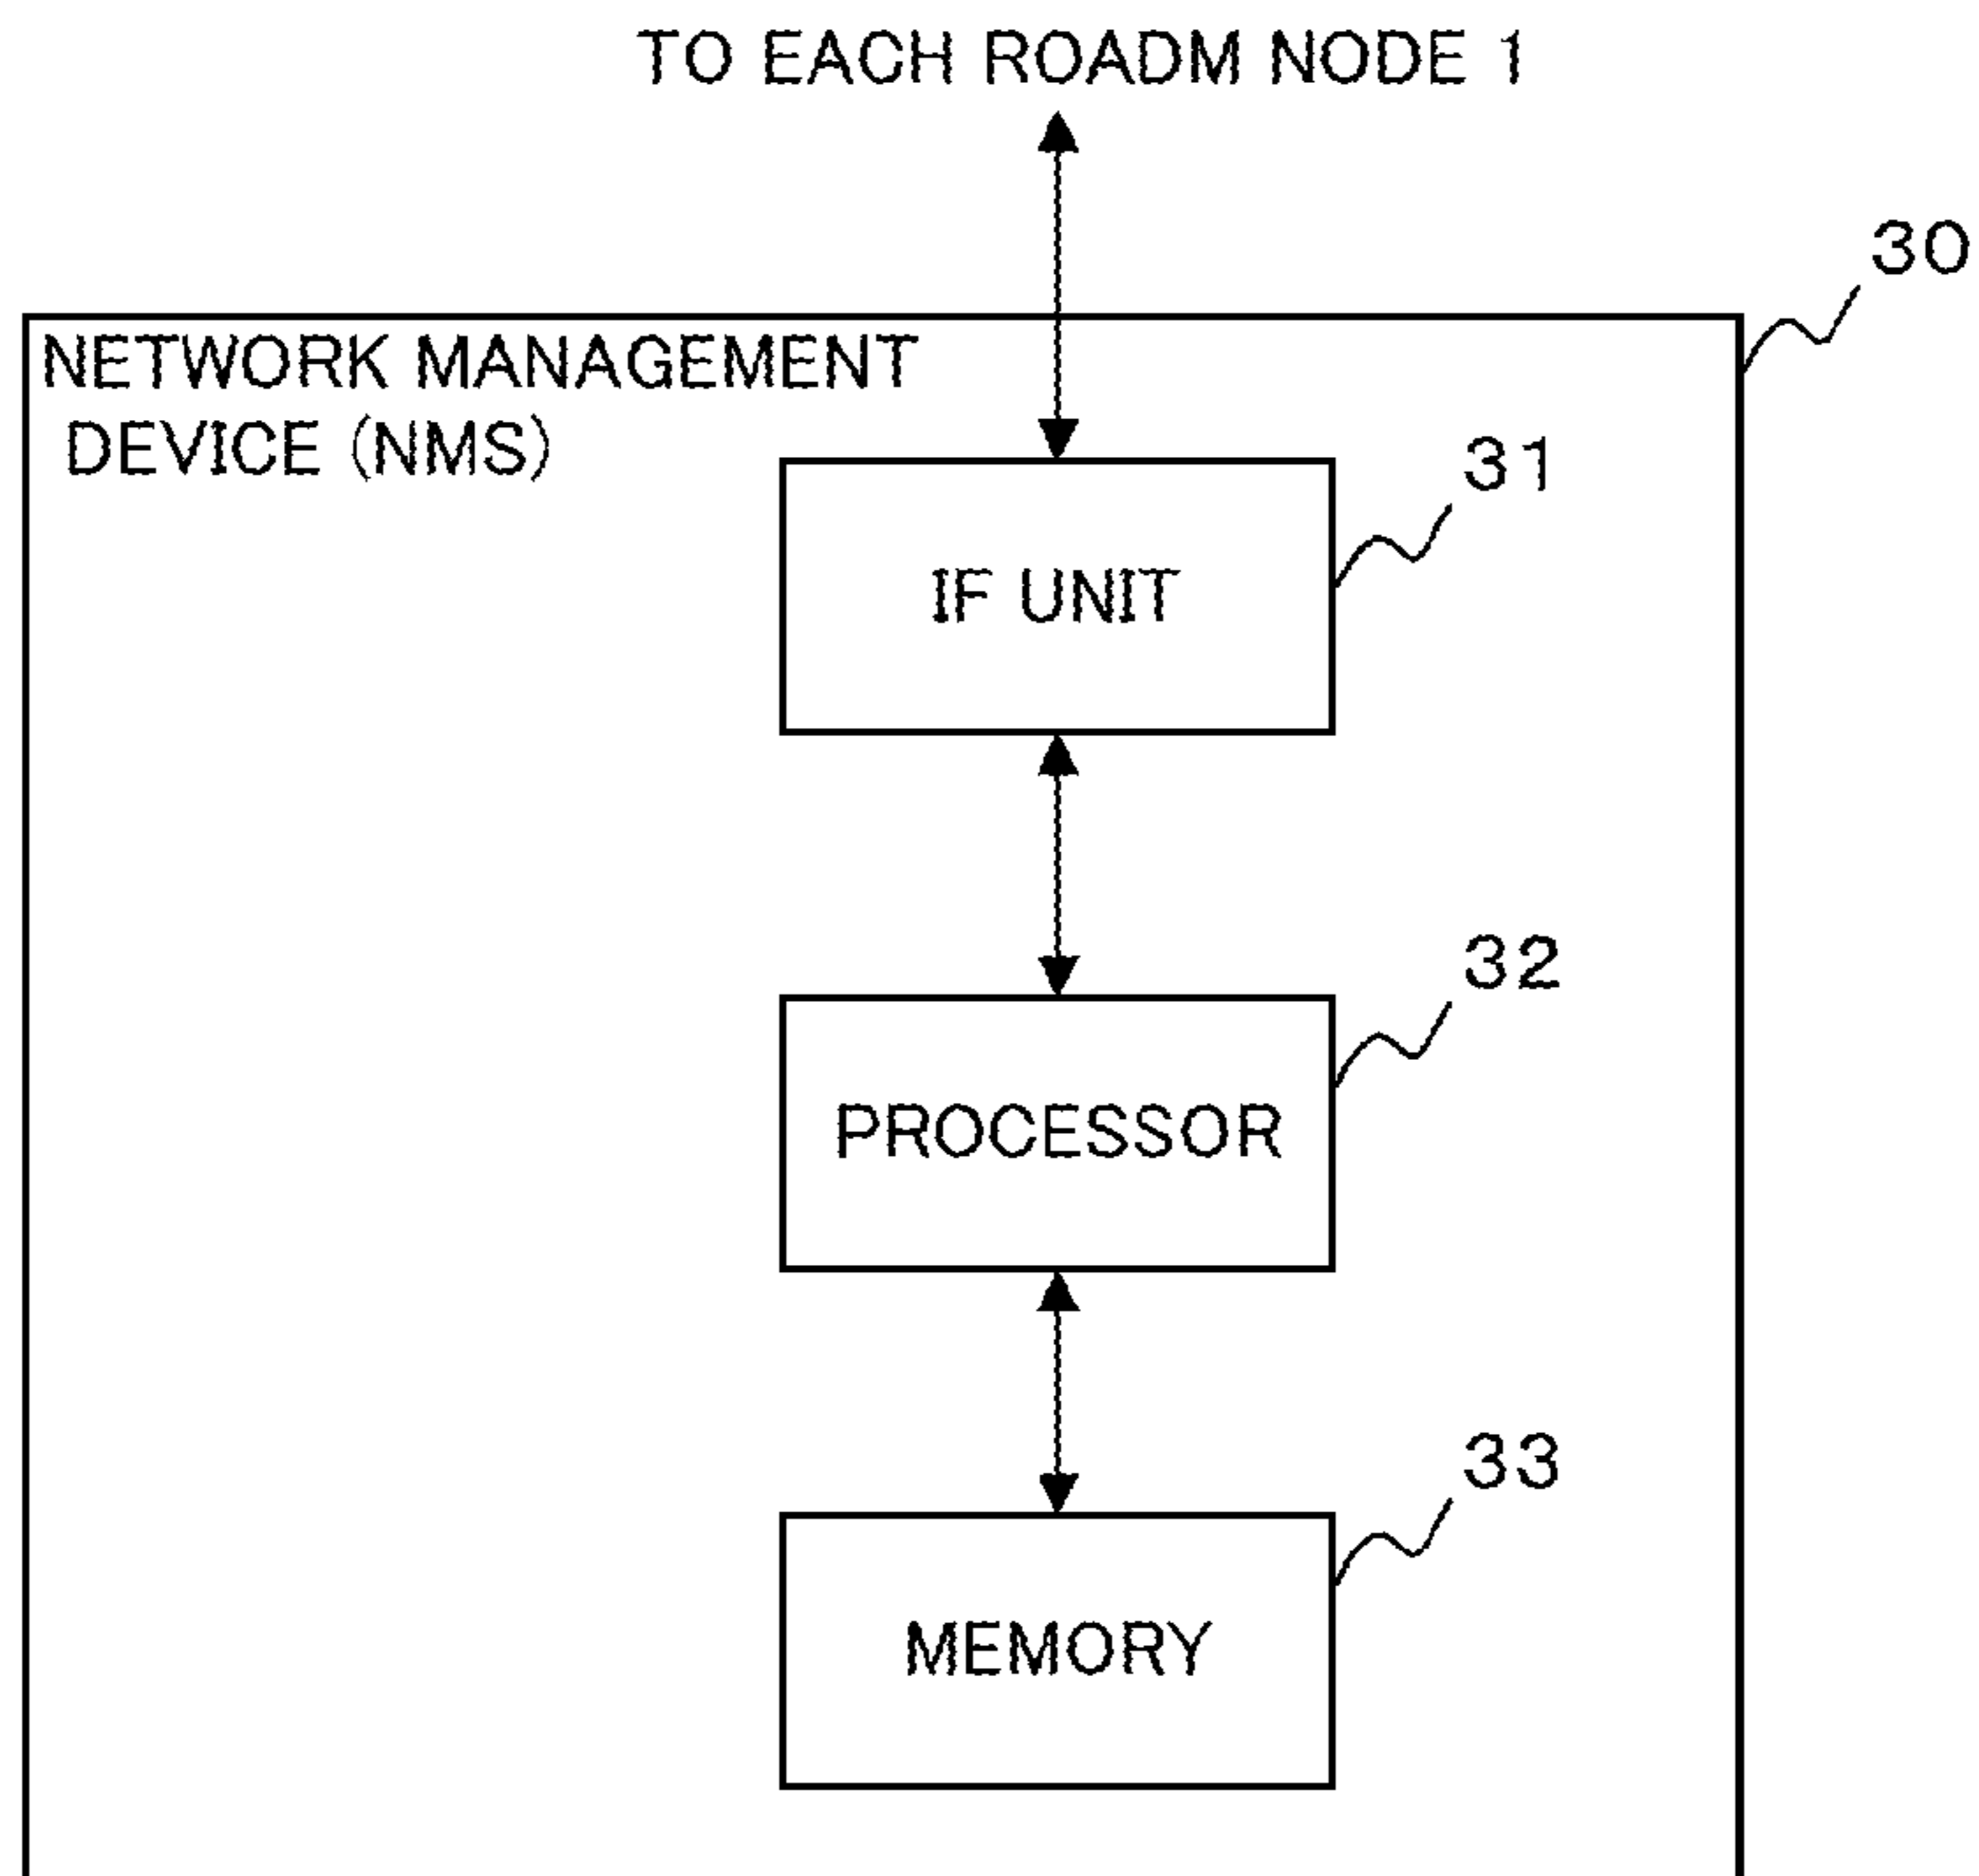 TO EACH ROADM NODE 1
30
NETWORK MANAGEMENT
DEVICE (NMS)
31
IF UNIT
32
PROCESSOR
33
MEMORY